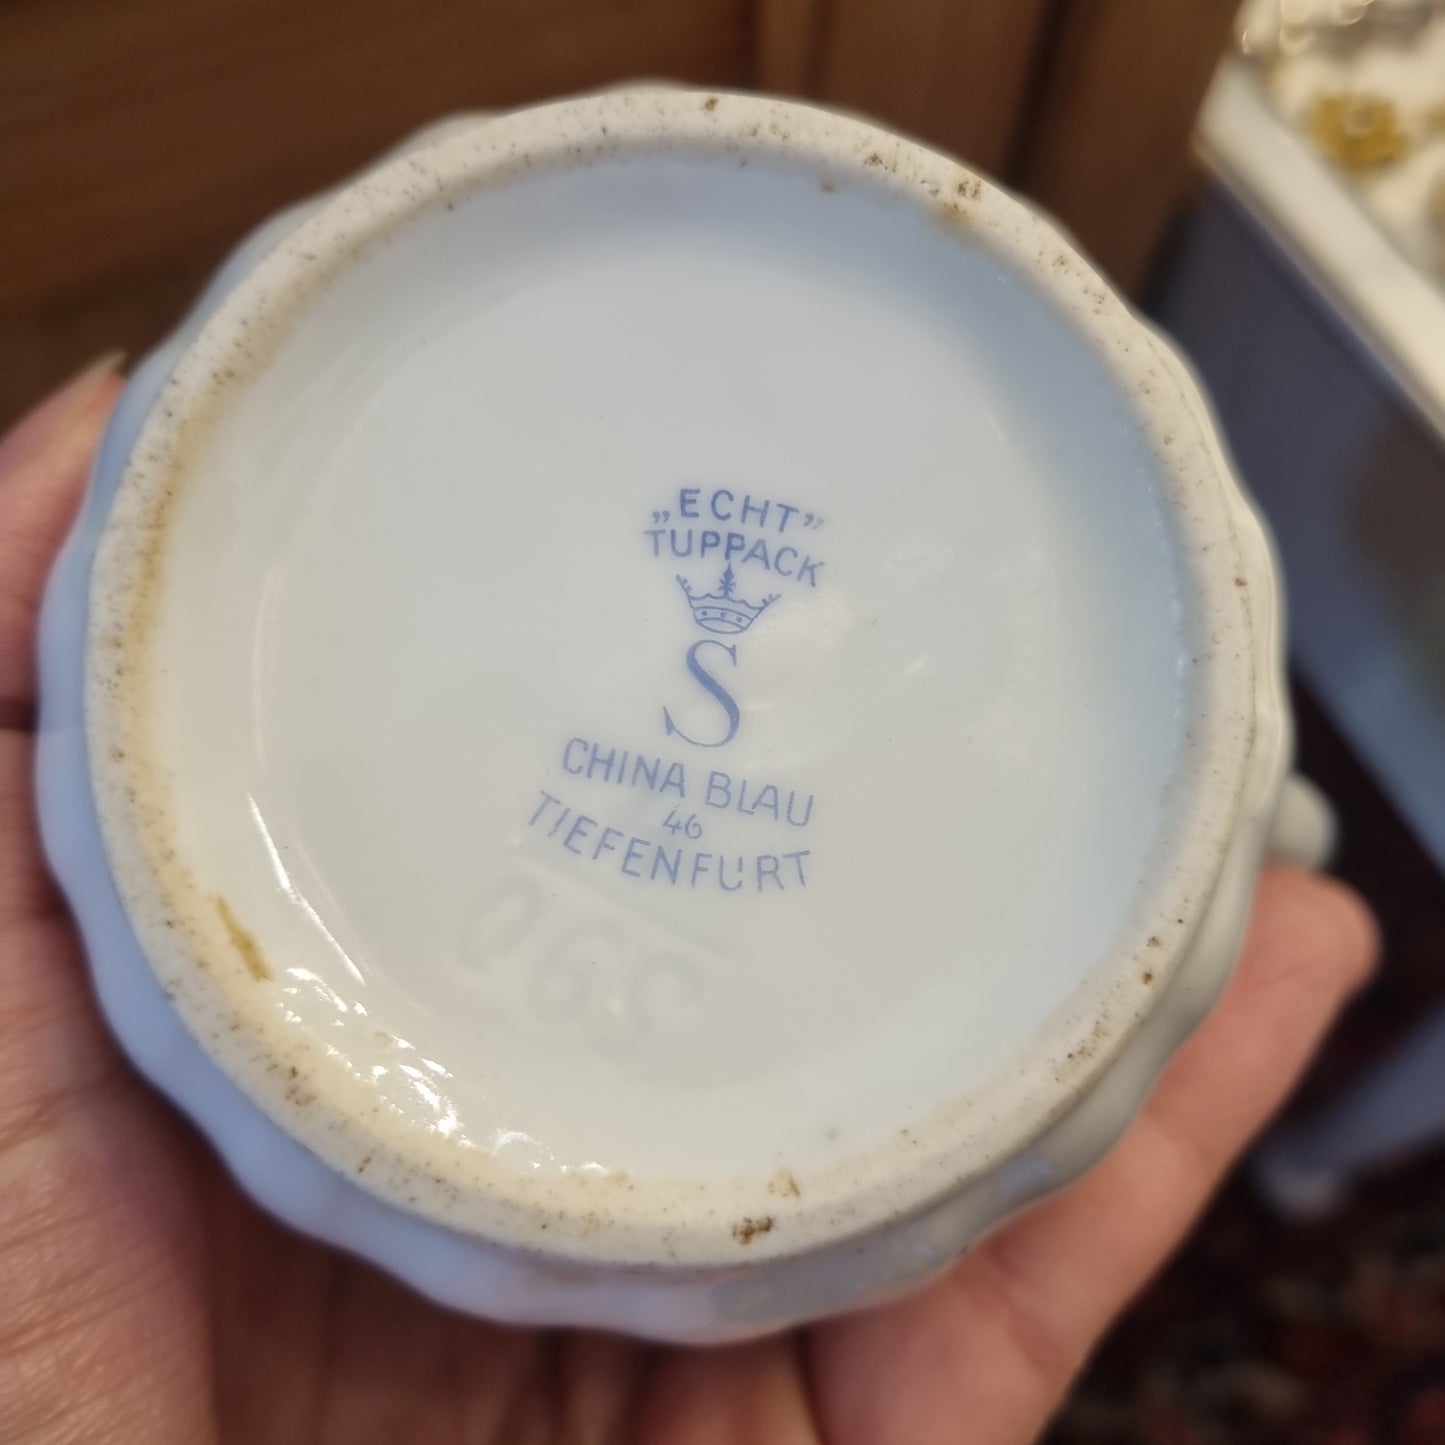 „ECHT”
TUPPACK
S
CHINA BLAU
46
TIEFENFURT